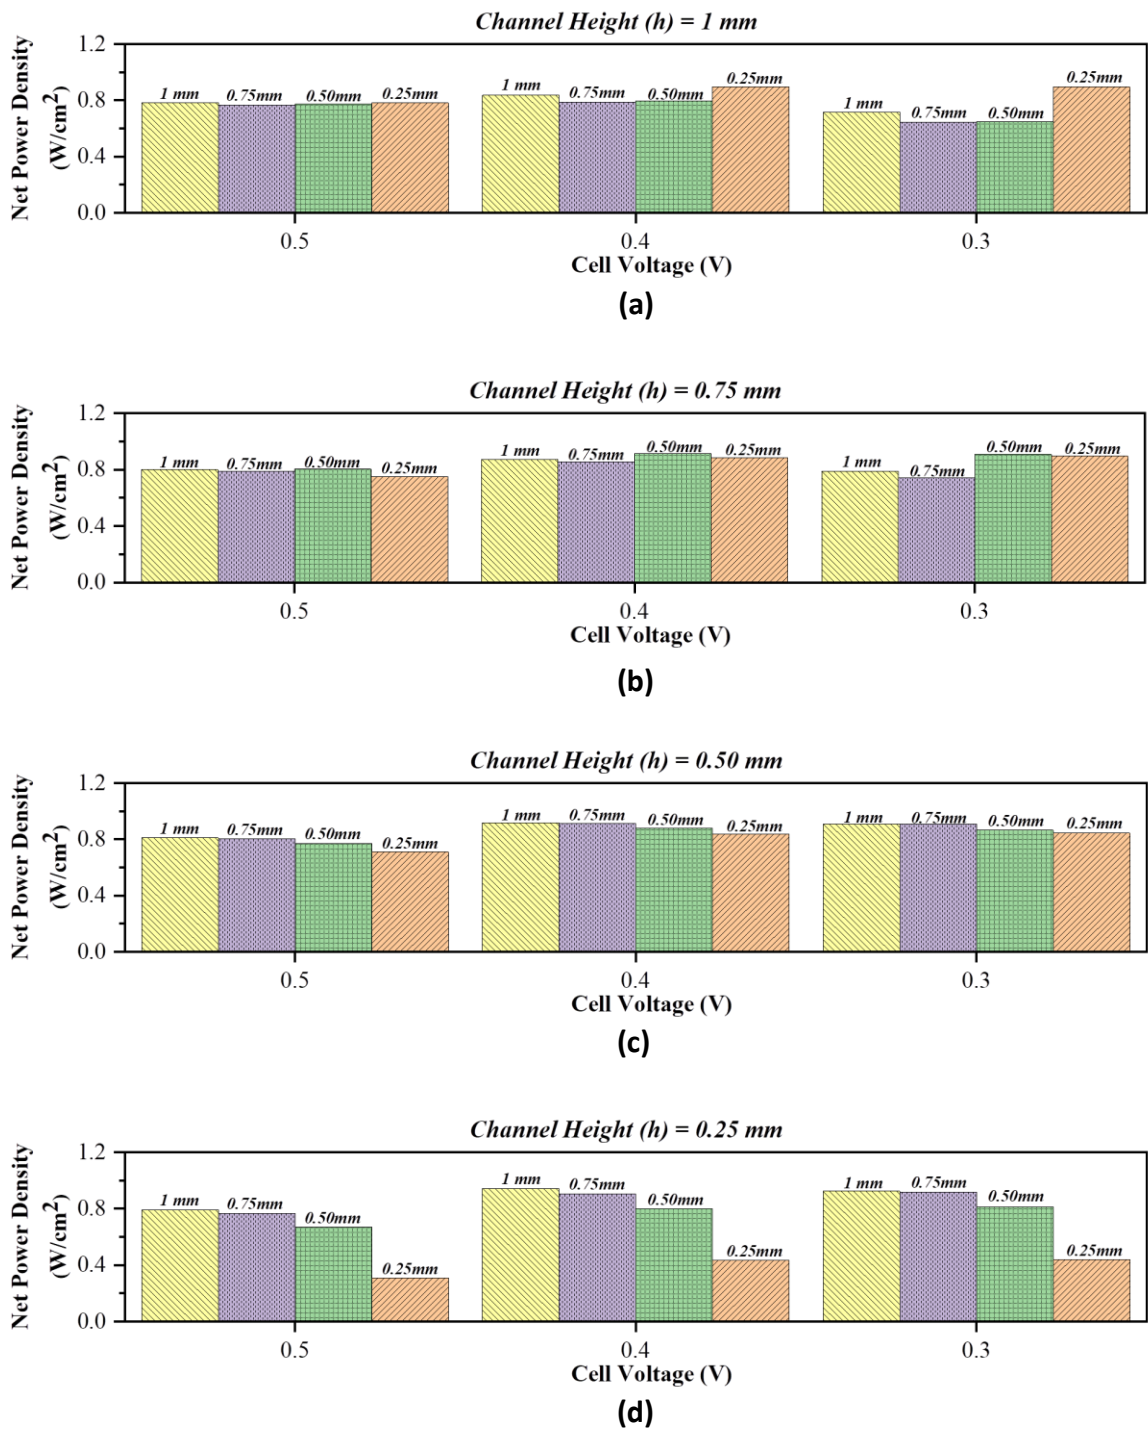 Channel Height (h) = 1 mm
Net Power Density
(W/cm²)
1.2
0.8
0.4
0.0
1 mm 0.75mm 0.50mm 0.25mm
1 mm 0.75mm 0.50mm 0.25mm
1 mm 0.75mm 0.50mm 0.25mm
0.5 0.4 0.3
Cell Voltage (V)
(a)
Channel Height (h) = 0.75 mm
Net Power Density
(W/cm²)
1.2
0.8
0.4
0.0
1 mm 0.75mm 0.50mm 0.25mm
1 mm 0.75mm 0.50mm 0.25mm
1 mm 0.75mm 0.50mm 0.25mm
0.5 0.4 0.3
Cell Voltage (V)
(b)
Channel Height (h) = 0.50 mm
Net Power Density
(W/cm²)
1.2
0.8
0.4
0.0
1 mm 0.75mm 0.50mm 0.25mm
1 mm 0.75mm 0.50mm 0.25mm
1 mm 0.75mm 0.50mm 0.25mm
0.5 0.4 0.3
Cell Voltage (V)
(c)
Channel Height (h) = 0.25 mm
Net Power Density
(W/cm²)
1.2
0.8
0.4
0.0
1 mm 0.75mm 0.50mm 0.25mm
1 mm 0.75mm 0.50mm 0.25mm
1 mm 0.75mm 0.50mm 0.25mm
0.5 0.4 0.3
Cell Voltage (V)
(d)